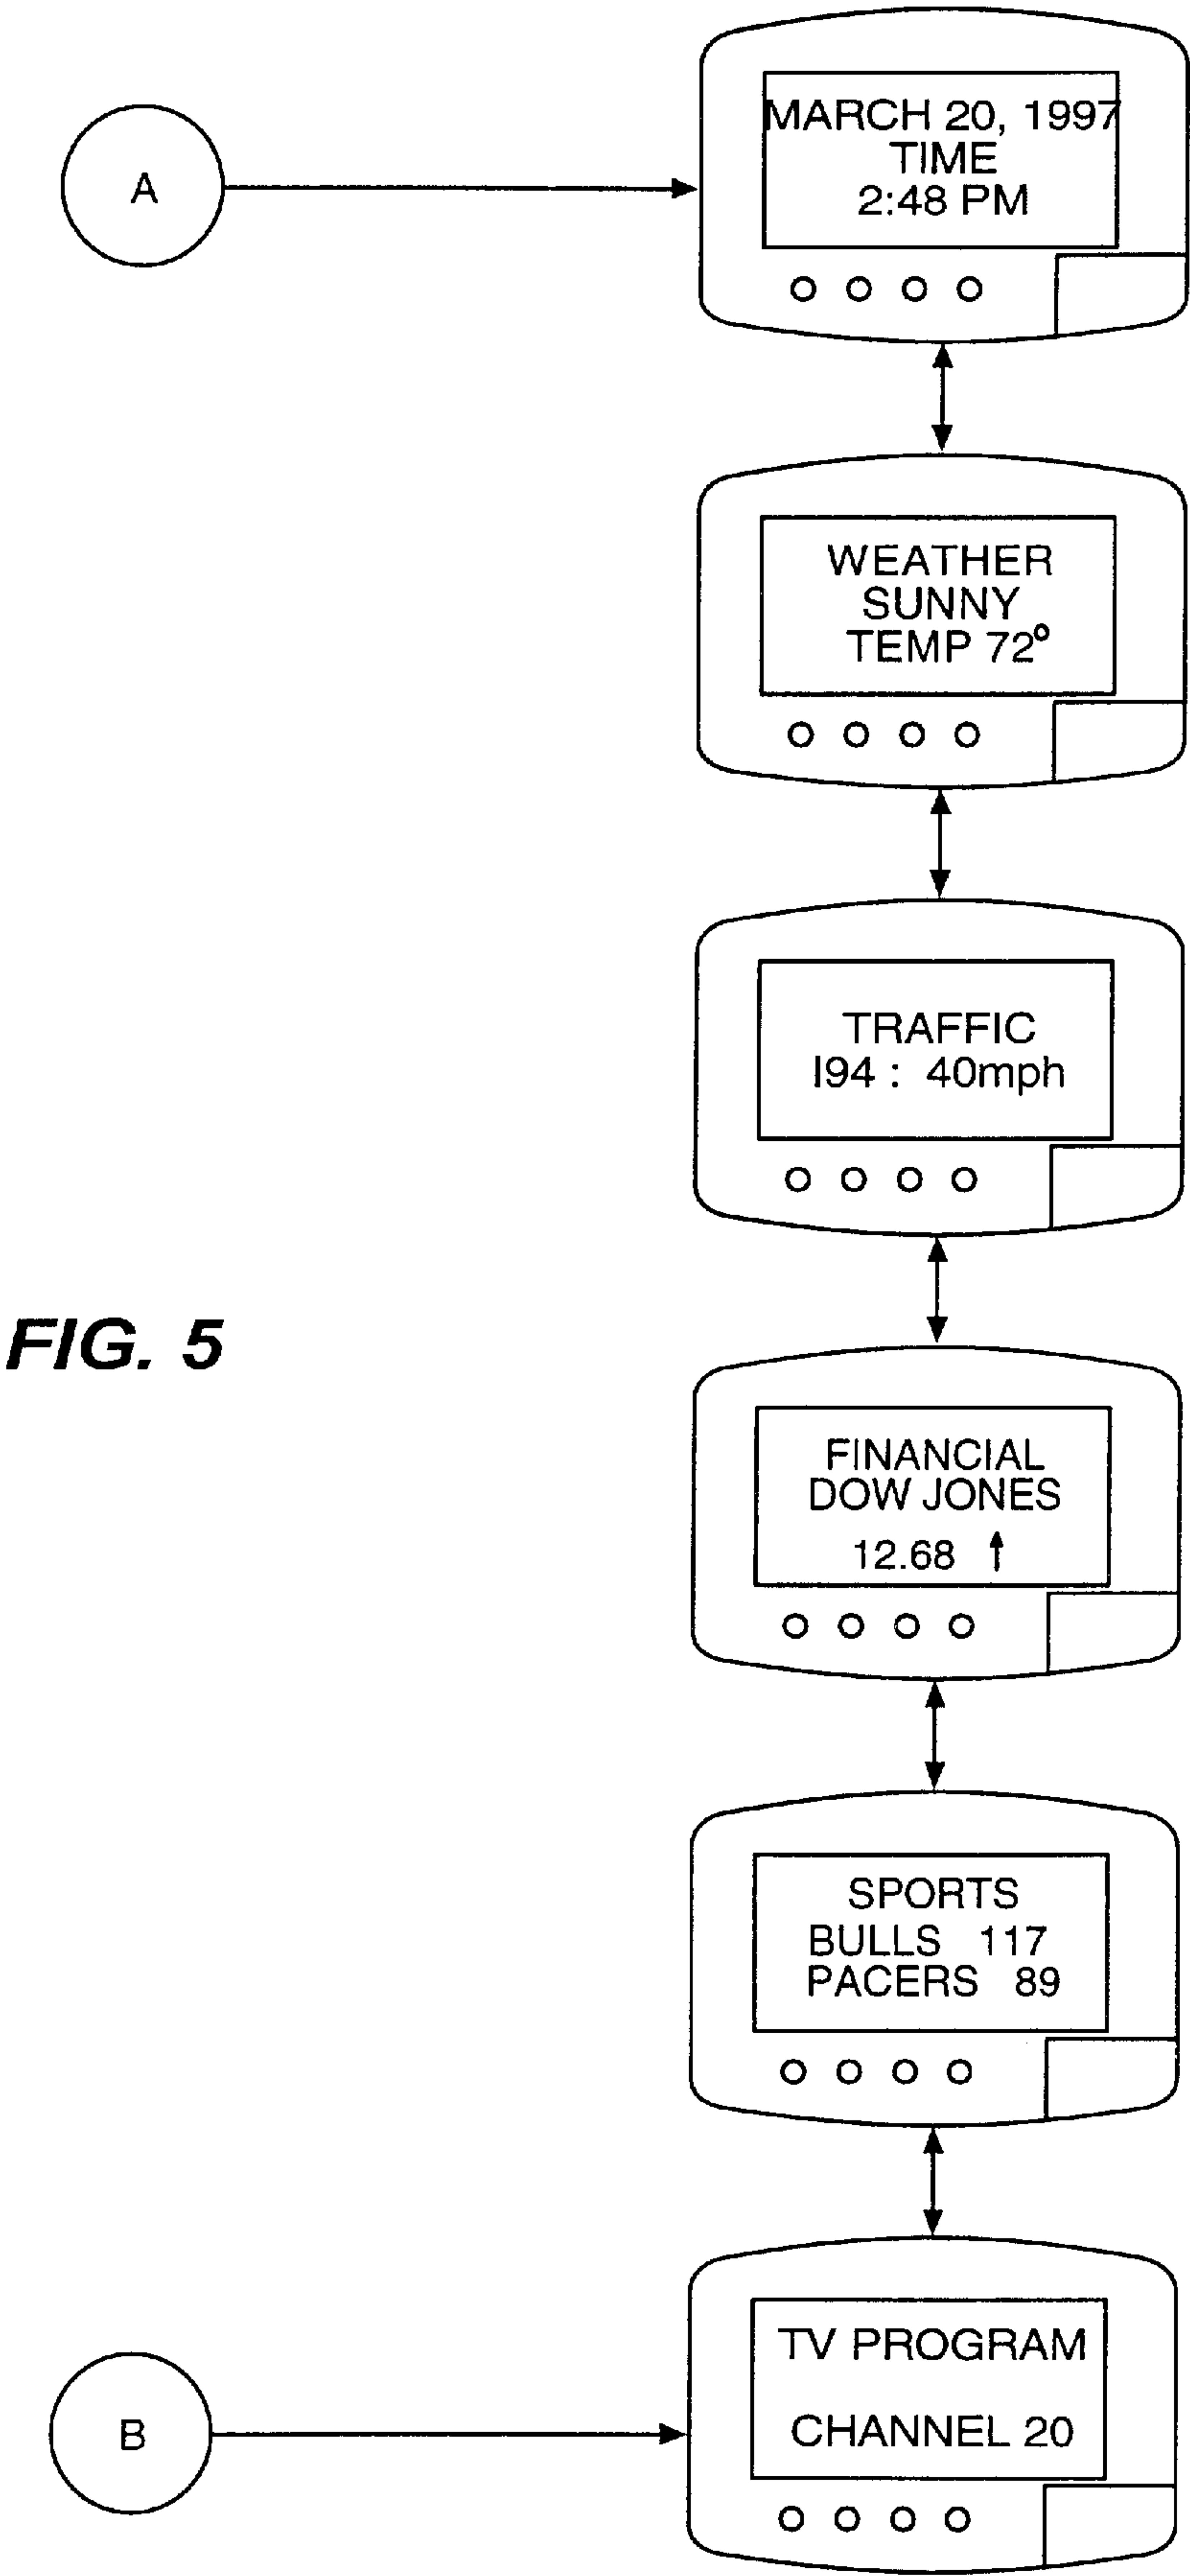 MARCH 20, 1997
TIME
2:48 PM
A
WEATHER
SUNNY
TEMP 72°
TRAFFIC
I94 : 40mph
FIG. 5
FINANCIAL
DOW JONES
12.68 ↑
SPORTS
BULLS 117
PACERS 89
TV PROGRAM
CHANNEL 20
B